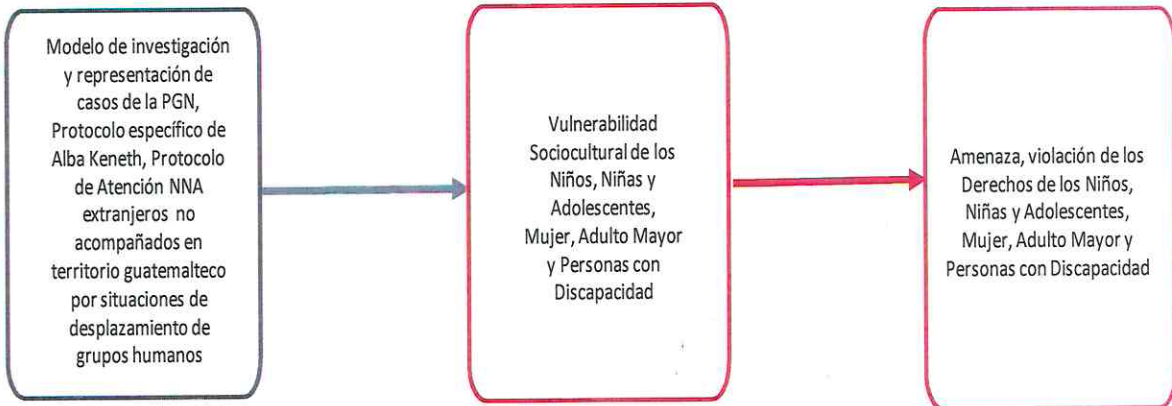 Modelo de investigación
y representación de
casos de la PGN,
Protocolo específico de
Alba Keneth, Protocolo
de Atención NNA
extranjeros no
acompañados en
territorio guatemalteco
por situaciones de
desplazamiento de
grupos humanos
Vulnerabilidad
Sociocultural de los
Niños, Niñas y
Adolescentes,
Mujer, Adulto Mayor
y Personas con
Discapacidad
Amenaza, violación de los
Derechos de los Niños,
Niñas y Adolescentes,
Mujer, Adulto Mayor y
Personas con Discapacidad